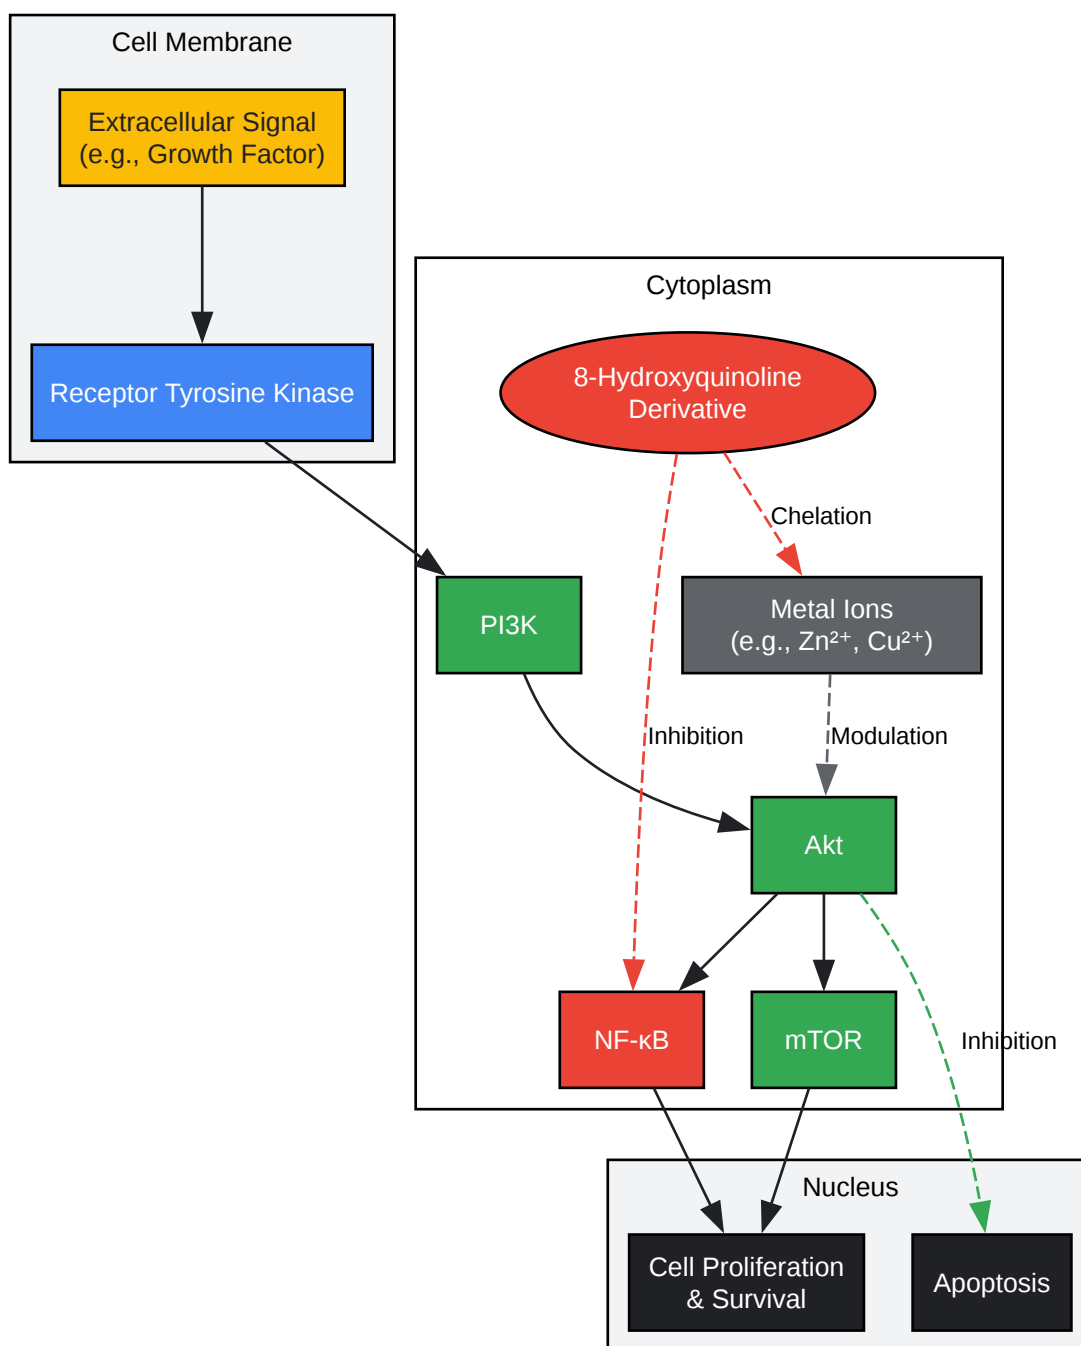 Cell Membrane
Extracellular Signal
(e.g., Growth Factor)
Receptor Tyrosine Kinase
Cytoplasm
8-Hydroxyquinoline
Derivative
Chelation
PI3K
Metal Ions
(e.g., Zn²⁺, Cu²⁺)
Inhibition
Modulation
Akt
NF-κB
mTOR
Inhibition
Nucleus
Cell Proliferation
& Survival
Apoptosis